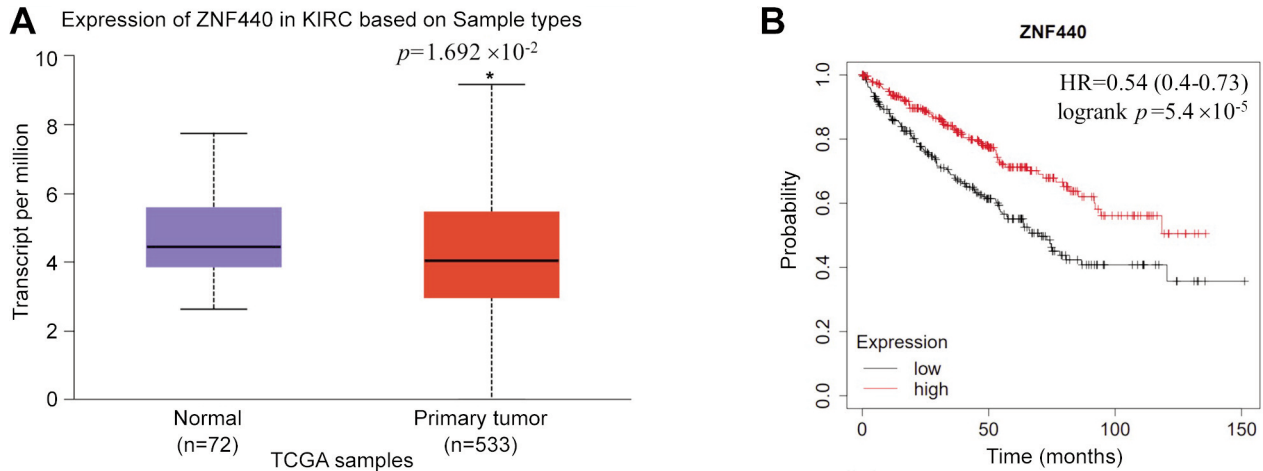 A
Expression of ZNF440 in KIRC based on Sample types
p=1.692 ×10-2
*
Transcript per million
10
8
6
4
2
0
Normal
(n=72)
Primary tumor
(n=533)
TCGA samples
B
ZNF440
HR=0.54 (0.4-0.73)
logrank p=5.4 ×10-5
Probability
1.0
0.8
0.6
0.4
0.2
0.0
Expression
low
high
0 50 100 150
Time (months)